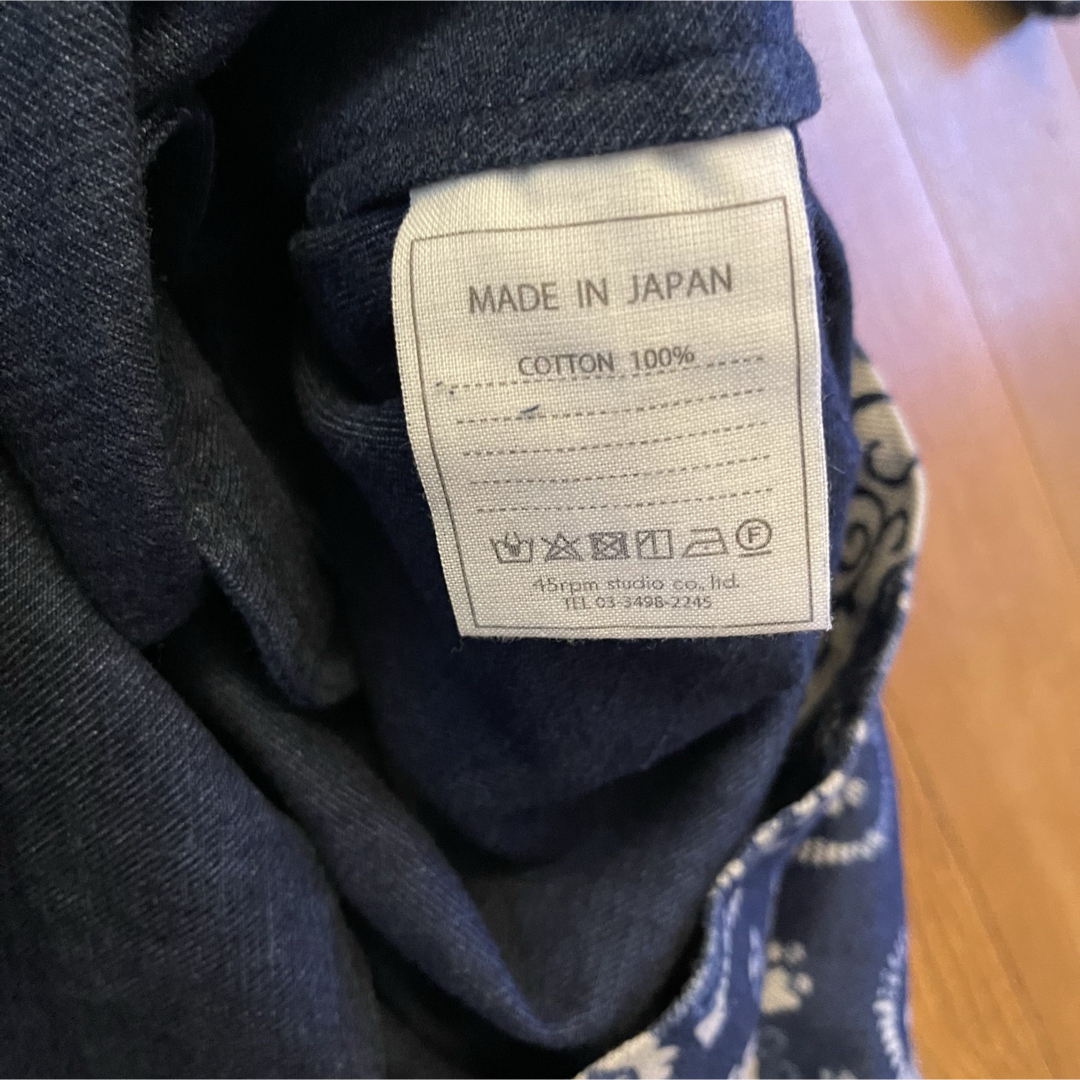 MADE IN JAPAN
COTTON 100%
F
45rpm studio co., ltd.
TEL 03-3498-2245